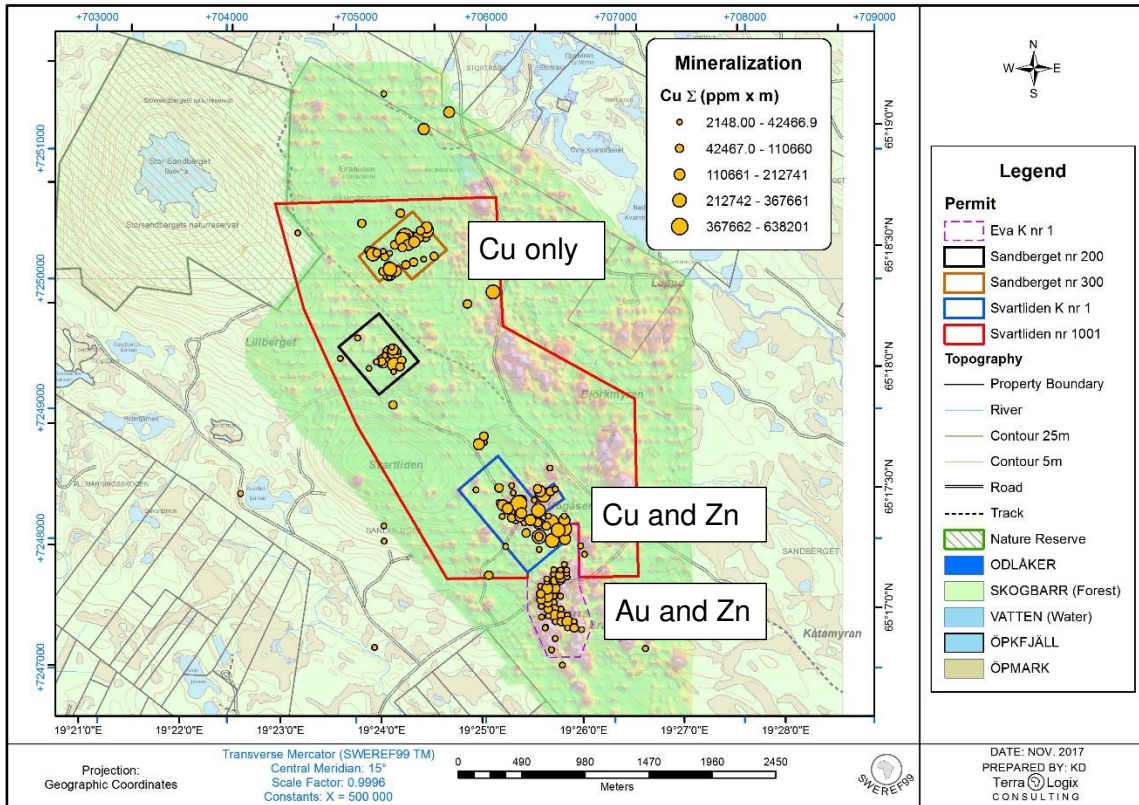 +703000
+704000
+705000
+706000
+707000
+708000
+709000
Mineralization
Cu Σ (ppm x m)
2148.00 - 42466.9
42467.0 - 110660
110661 - 212741
212742 - 367661
367662 - 638201
Storsandbergets naturreservat
Stor Sandberget
Storsandbergets naturreservat
+7251000
+7250000
+7249000
+7248000
+7247000
65°19'0"N
65°18'30"N
65°18'0"N
65°17'30"N
65°17'0"N
Cu only
Lappo
Lillberget
Björkmyran
Svartliden
Cu and Zn
SANDBERGET
Au and Zn
Kåtamyran
19°21'0"E
19°22'0"E
19°23'0"E
19°24'0"E
19°25'0"E
19°26'0"E
19°27'0"E
19°28'0"E
N
W E
S
Legend
Permit
Eva K nr 1
Sandberget nr 200
Sandberget nr 300
Svartliden K nr 1
Svartliden nr 1001
Topography
Property Boundary
River
Contour 25m
Contour 5m
Road
Track
Nature Reserve
ODLÅKER
SKOGBARR (Forest)
VATTEN (Water)
ÖPKFJÄLL
ÖPMARK
Projection:
Geographic Coordinates
Transverse Mercator (SWEREF99 TM)
Central Meridian: 15°
Scale Factor: 0.9996
Constants: X = 500 000
0 490 980 1470 1960 2450
Meters
SWEREF99
DATE: NOV. 2017
PREPARED BY: KD
Terra Logix
CONSULTING